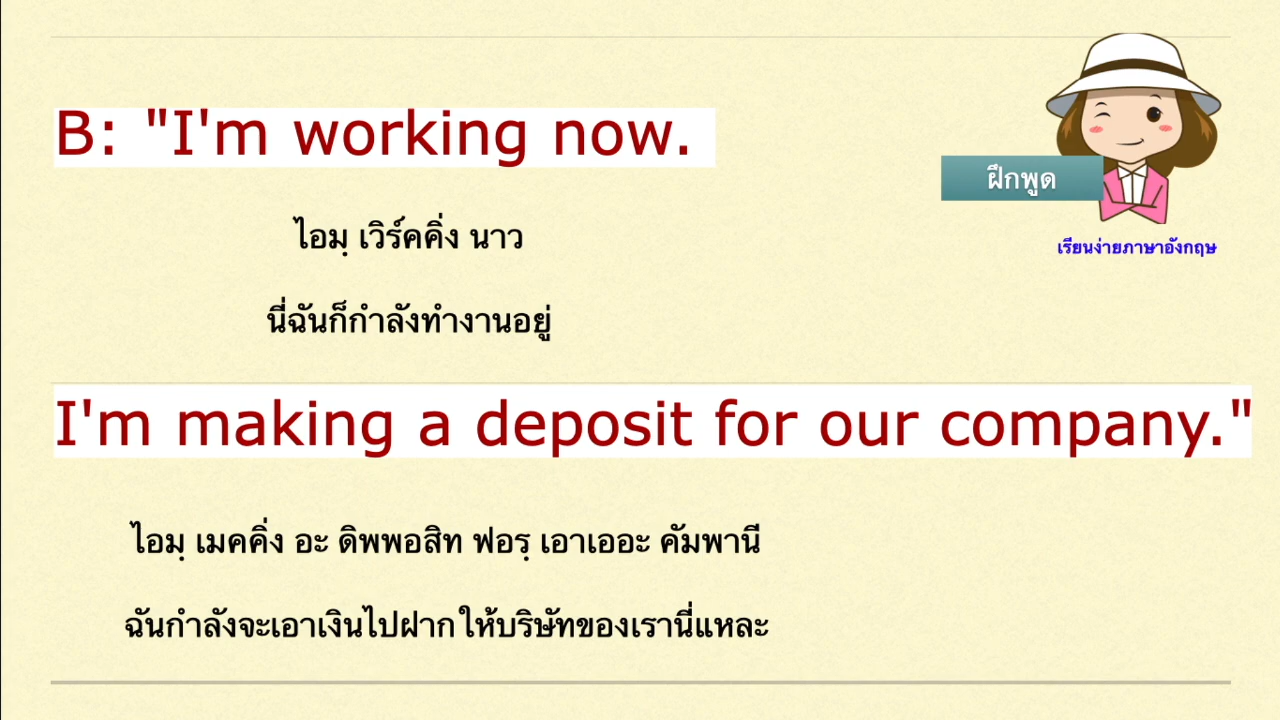 B: "I'm working now.
ฝึกพูด
เรียนง่ายภาษาอังกฤษ
ไอมฺ เวิร์คคิ่ง นาว
นี่ฉันก็กำลังทำงานอยู่
I'm making a deposit for our company."
ไอมฺ เมคคิ่ง อะ ดิพพอสิท ฟอรฺ เอาเออะ คัมพานี
ฉันกำลังจะเอาเงินไปฝากให้บริษัทของเรานี่แหละ